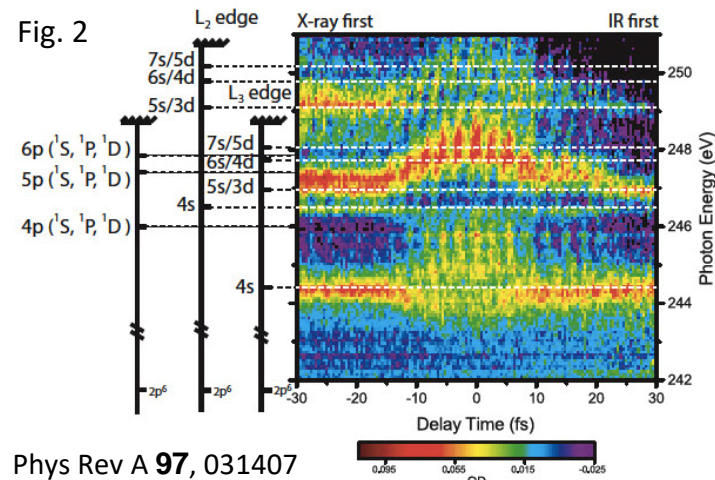 Fig. 2
L2 edge
X-ray first
IR first
7s/5d
6s/4d
5s/3d
L3 edge
6p (¹S, ¹P, ¹D)
5p (¹S, ¹P, ¹D)
4p (¹S, ¹P, ¹D)
7s/5d
6s/4d
5s/3d
4s
4s
2p⁶
2p⁶
2p⁶
250
248
246
244
242
Photon Energy (eV)
-30
-20
-10
0
10
20
30
Delay Time (fs)
0.095
0.055
0.015
-0.025
OD
Phys Rev A 97, 031407